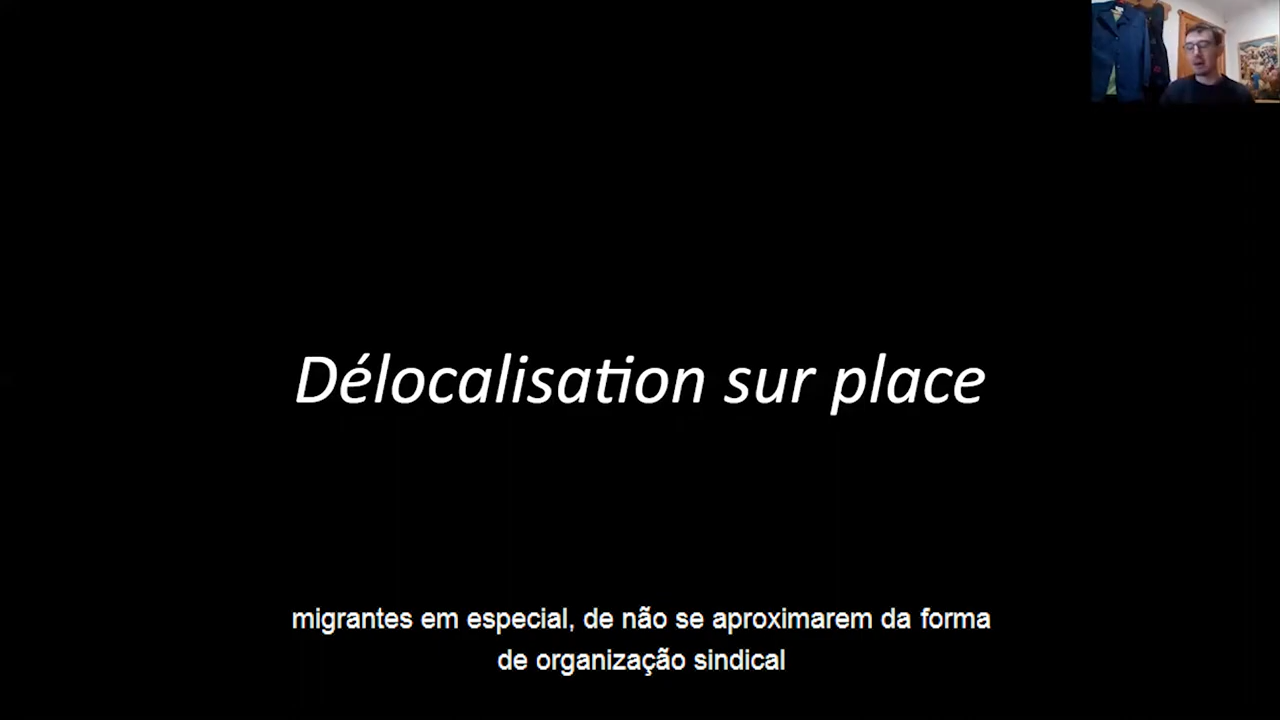 Délocalisation sur place
migrantes em especial, de não se aproximarem da forma
de organização sindical